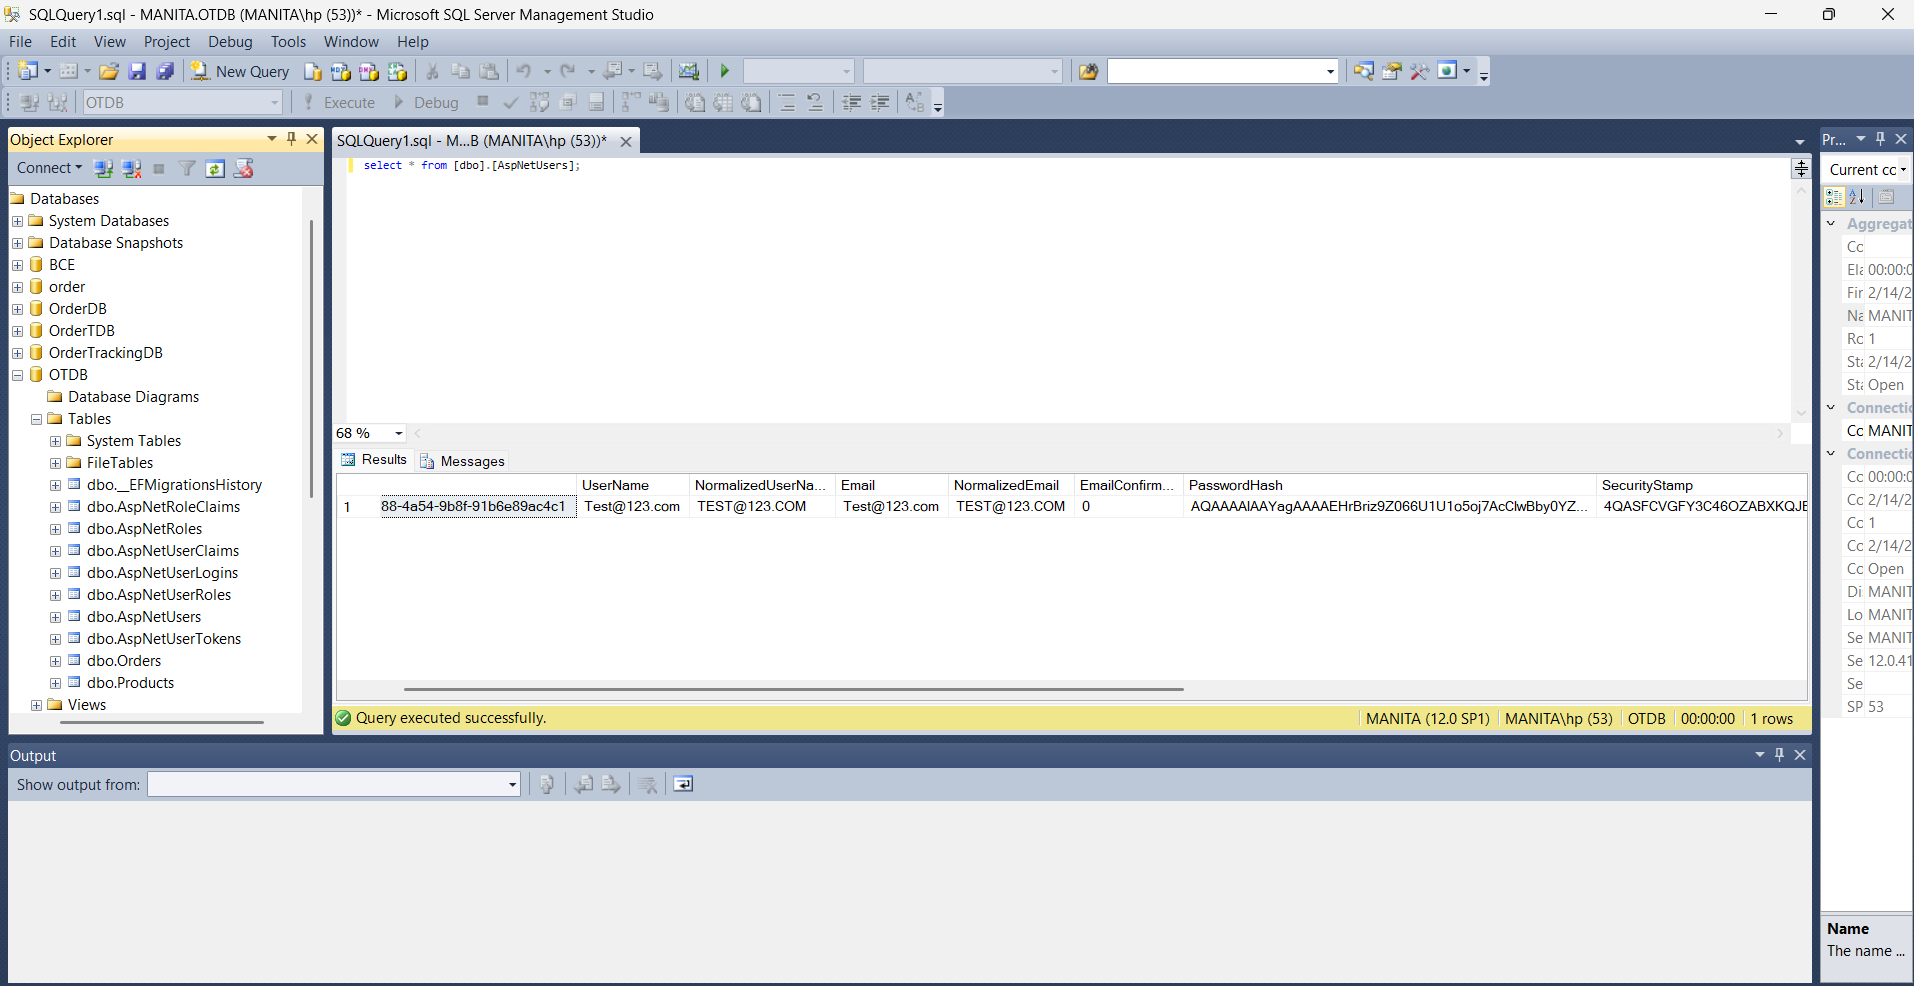 SQLQuery1.sql - MANITA.OTDB (MANITA\hp (53))* - Microsoft SQL Server Management Studio
File Edit View Project Debug Tools Window Help
New Query
OTDB Execute Debug
Object Explorer
Connect
Databases
System Databases
Database Snapshots
BCE
order
OrderDB
OrderTDB
OrderTrackingDB
OTDB
Database Diagrams
Tables
System Tables
FileTables
dbo.__EFMigrationsHistory
dbo.AspNetRoleClaims
dbo.AspNetRoles
dbo.AspNetUserClaims
dbo.AspNetUserLogins
dbo.AspNetUserRoles
dbo.AspNetUsers
dbo.AspNetUserTokens
dbo.Orders
dbo.Products
Views
SQLQuery1.sql - M...B (MANITA\hp (53))*
select * from [dbo].[AspNetUsers];
68 %
Results Messages
UserName NormalizedUserNa... Email NormalizedEmail EmailConfirm... PasswordHash SecurityStamp
1 88-4a54-9b8f-91b6e89ac4c1 Test@123.com TEST@123.COM Test@123.com TEST@123.COM 0 AQAAAAIAAYagAAAAEHrBriz9Z066U1U1o5oj7AcClwBby0YZ... 4QASFCVGFY3C46OZABXKQJE
Query executed successfully. MANITA (12.0 SP1) MANITA\hp (53) OTDB 00:00:00 1 rows
Output
Show output from:
Pr...
Current cc
Aggregat
Cc
Ela 00:00:0
Fir 2/14/2
Na MANIT
Rc 1
Sta 2/14/2
Sta Open
Connectic
Cc MANIT
Connectic
Cc 00:00:0
Cc 2/14/2
Cc 1
Cc 2/14/2
Cc Open
Di MANIT
Lo MANIT
Se MANIT
Se 12.0.41
Se
SP 53
Name
The name ...